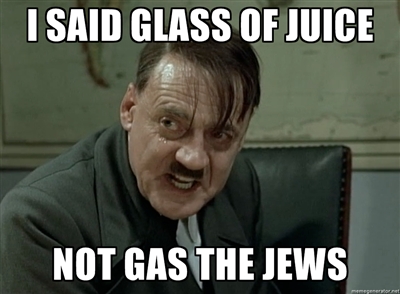 I SAID GLASS OF JUICE
NOT GAS THE JEWS
memegenerator.net